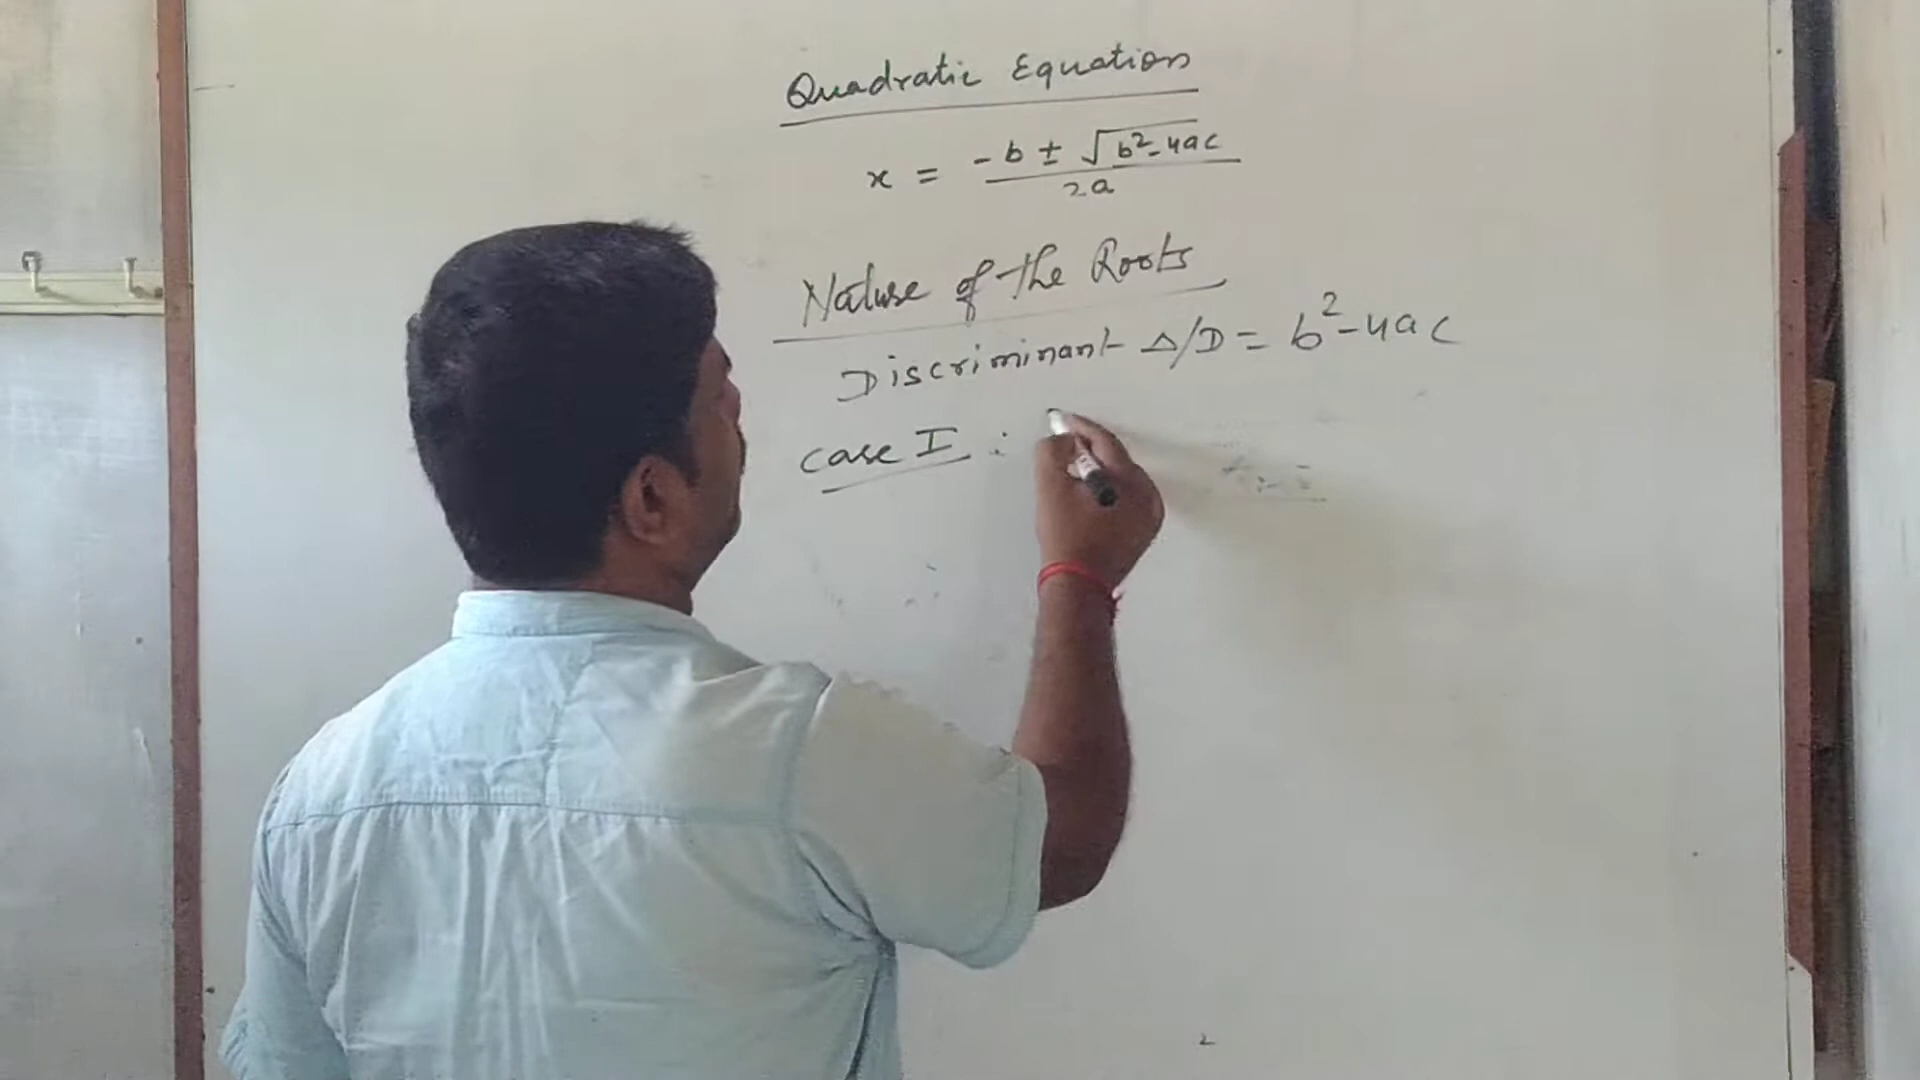 Quadratic Equation
x = -b ± √b²-4ac / 2a
Nature of the Roots
Discriminant Δ/D = b²-4ac
case I :